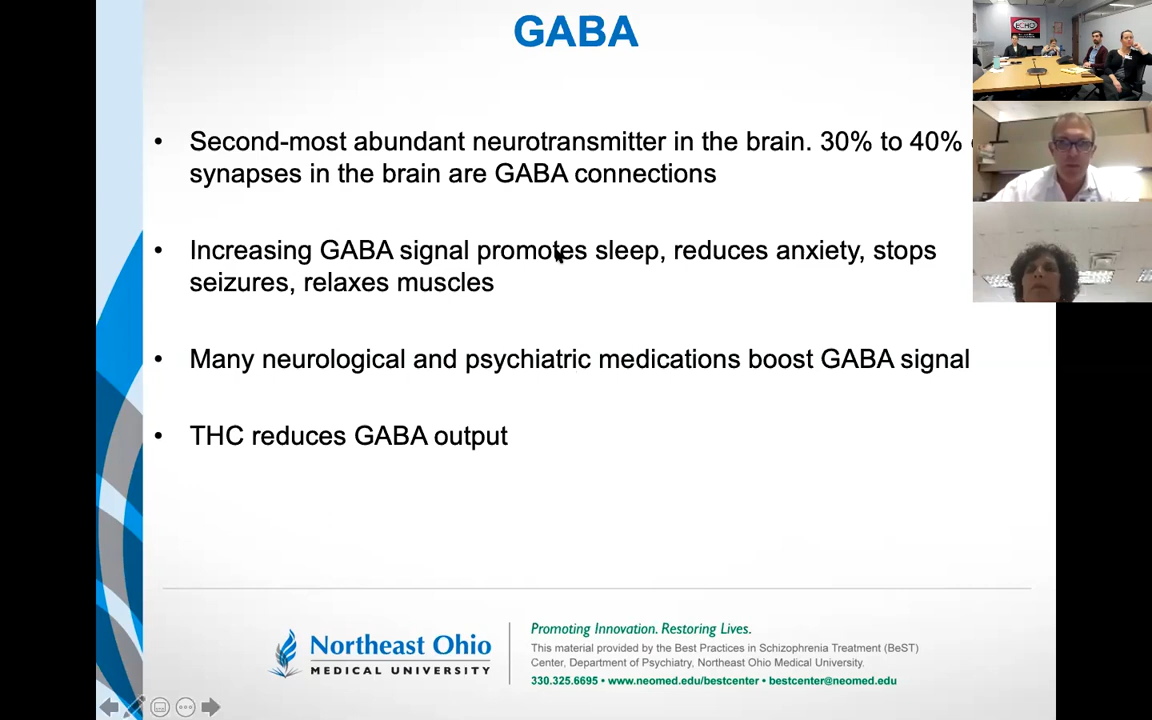 GABA
• Second-most abundant neurotransmitter in the brain. 30% to 40%
synapses in the brain are GABA connections
• Increasing GABA signal promotes sleep, reduces anxiety, stops
seizures, relaxes muscles
• Many neurological and psychiatric medications boost GABA signal
• THC reduces GABA output
ECHO
Northeast Ohio
MEDICAL UNIVERSITY
Promoting Innovation. Restoring Lives.
This material provided by the Best Practices in Schizophrenia Treatment (BeST)
Center, Department of Psychiatry, Northeast Ohio Medical University.
330.325.6695 • www.neomed.edu/bestcenter • bestcenter@neomed.edu